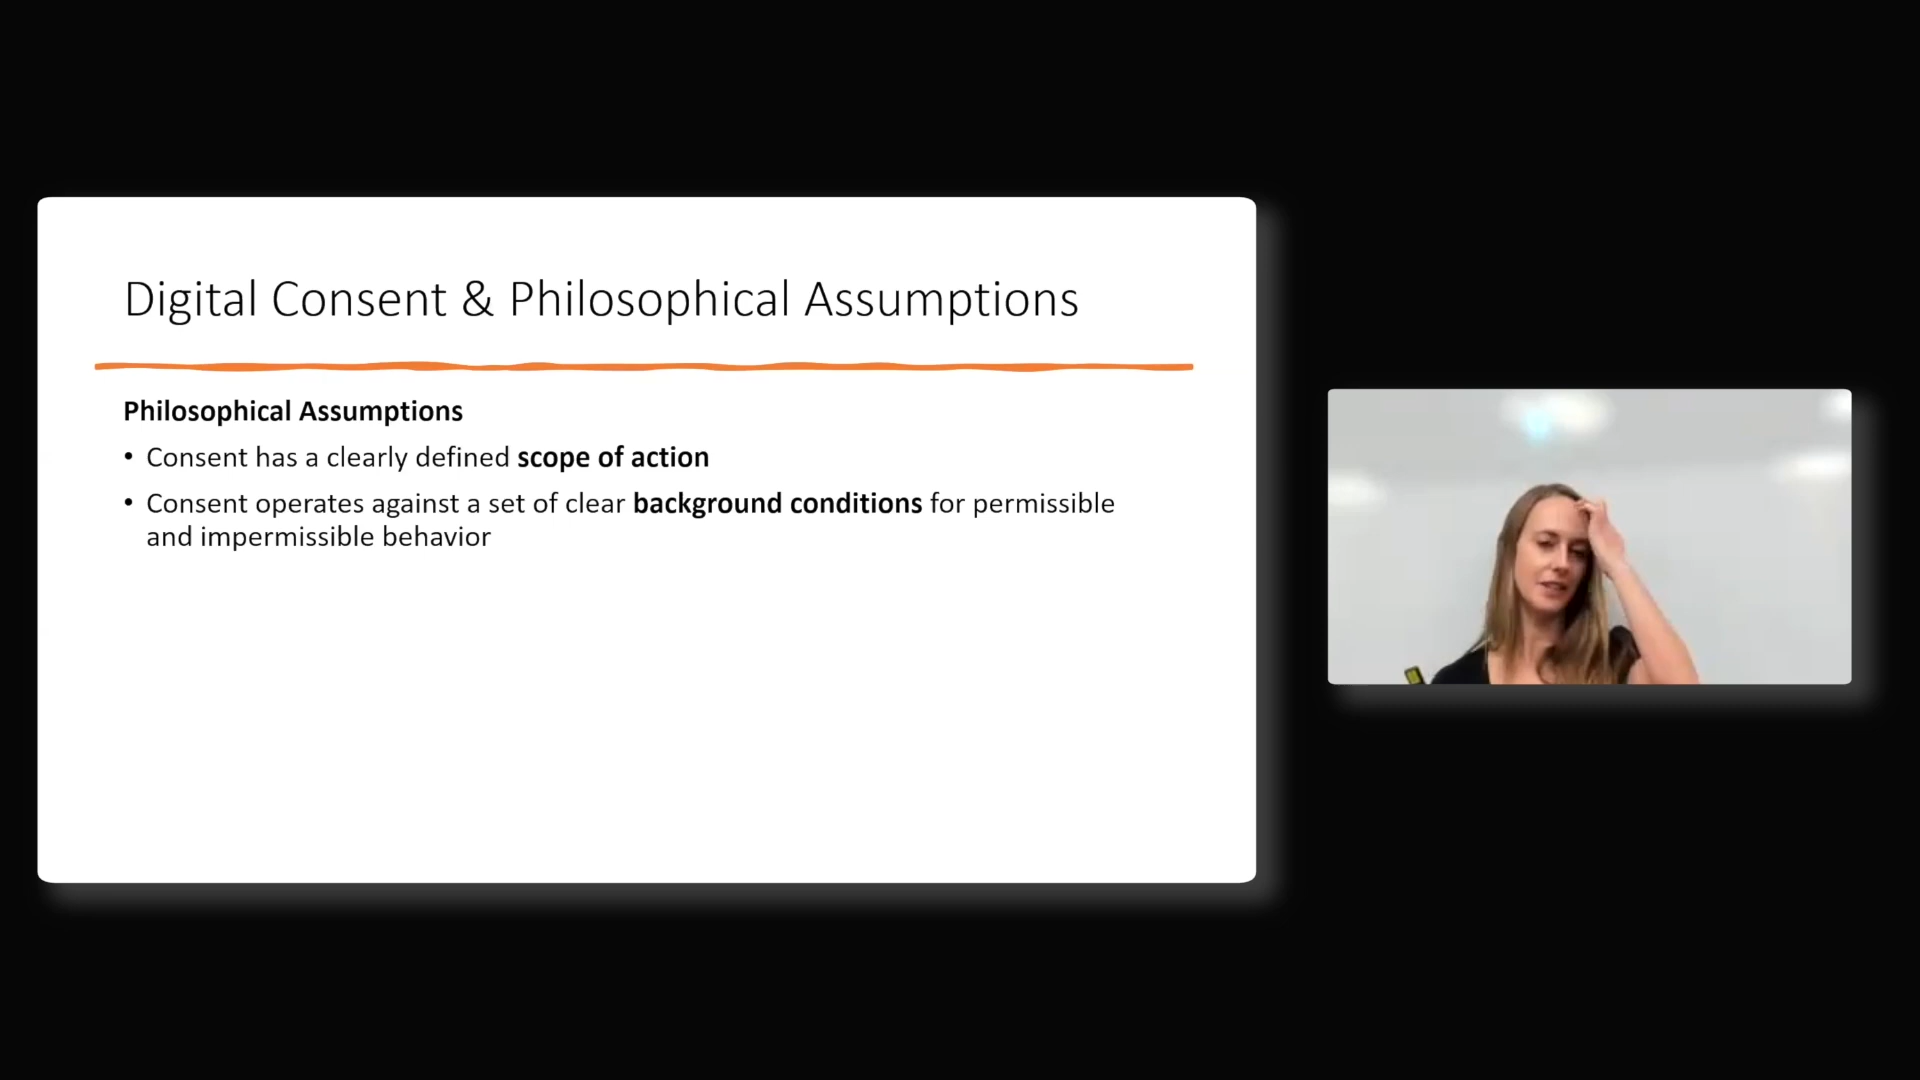 Digital Consent & Philosophical Assumptions
Philosophical Assumptions
• Consent has a clearly defined scope of action
• Consent operates against a set of clear background conditions for permissible
and impermissible behavior